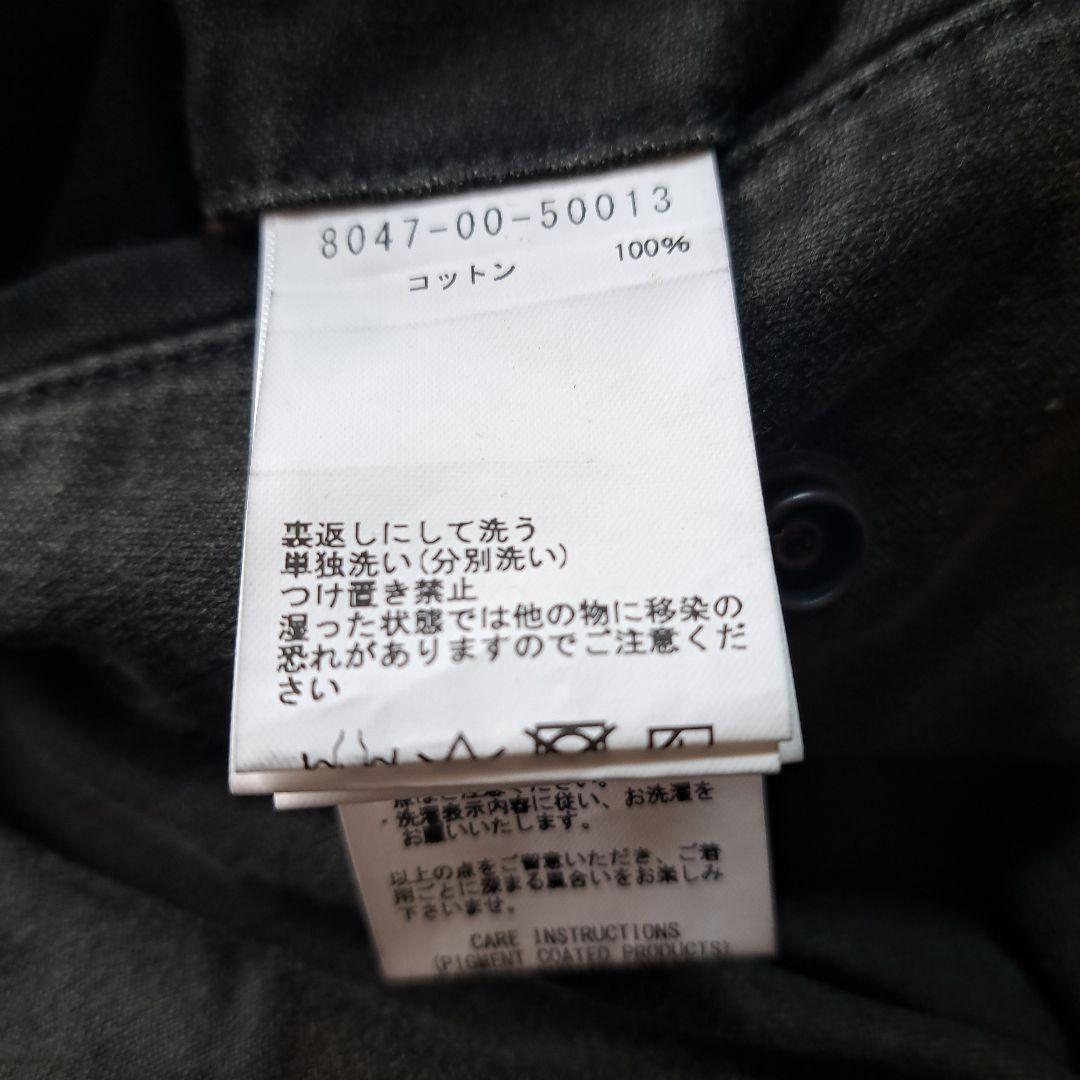 8047-00-50013
コットン 100%
裏返しにして洗う
単独洗い(分別洗い)
つけ置き禁止
湿った状態では他の物に移染の
恐れがありますのでご注意くだ
さい
洗濯表示内容に従い、お洗濯を
お願いいたします。
以上の点をご留意いただき、ご着
用ごとに深まる風合いをお楽しみ
下さいませ。
CARE INSTRUCTIONS
(PIGMENT COATED PRODUCTS)